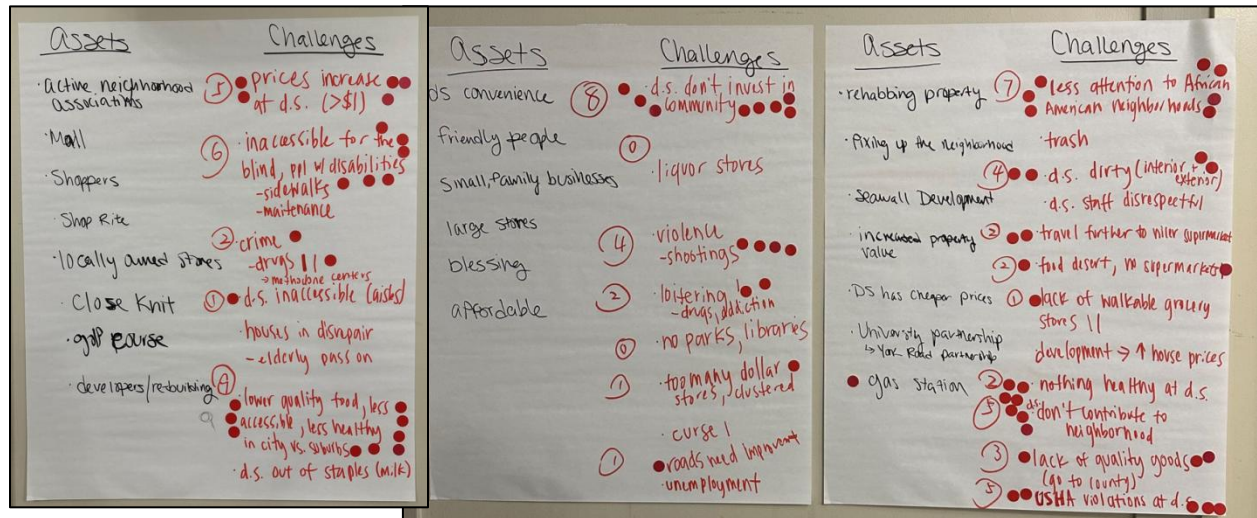 Assets
·active neighborhood
associations
·Mall
·Shoppers
·Shop Rite
·locally owned stores
·Close Knit
·golf course
·developers/rebuilding
Challenges
5 ·prices increase
at d.s. (>$1)
6 ·inaccessible for the
blind, ppl w/ disabilities
-sidewalks
-maitenance
2 ·crime
-drugs ||
→ methadone centers
1 ·d.s. inaccessible (aisles)
·houses in disrepair
-elderly pass on
9
·lower quality food, less
accessible, less healthy
in city vs. suburbs
·d.s. out of staples (milk)
Assets
DS convenience
friendly people
small, family businesses
large stores
blessing
affordable
Challenges
8 ·d.s. don't invest in
community
0
·liquor stores
4 ·violence
-shootings
2 ·loitering |
-drugs, addiction
0 ·no parks, libraries
1 ·too many dollar
stores, clustered
·curse |
1 ·roads need improvment
·unemployment
Assets
·rehabbing property
·fixing up the neighborhood
·Seawall Development
·increased property
value
·DS has cheaper prices
·University partnership
↳ York Road partnership
gas station
Challenges
7 ·less attention to African
American neighborhoods
·trash
4 ·d.s. dirty (interior +
exterior)
·d.s. staff disrespectful
2 ·travel further to nicer supermarket
2 ·food desert, no supermarkets
1 ·lack of walkable grocery
stores ||
development → ↑ house prices
2 ·nothing healthy at d.s.
5 d.s. don't contribute to
neighborhood
3 ·lack of quality goods
(go to county)
5 ·OSHA violations at d.s.